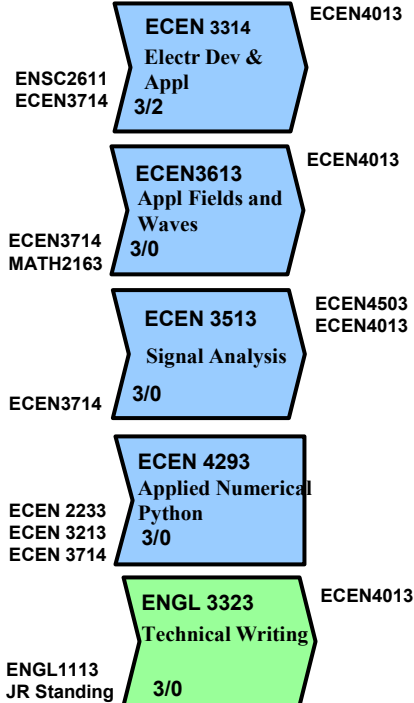 ECEN4013
ECEN 3314
Electr Dev &
Appl
3/2
ENSC2611
ECEN3714
ECEN4013
ECEN3613
Appl Fields and
Waves
3/0
ECEN3714
MATH2163
ECEN4503
ECEN4013
ECEN 3513
Signal Analysis
3/0
ECEN3714
ECEN 4293
Applied Numerical
Python
3/0
ECEN 2233
ECEN 3213
ECEN 3714
ECEN4013
ENGL 3323
Technical Writing
3/0
ENGL1113
JR Standing